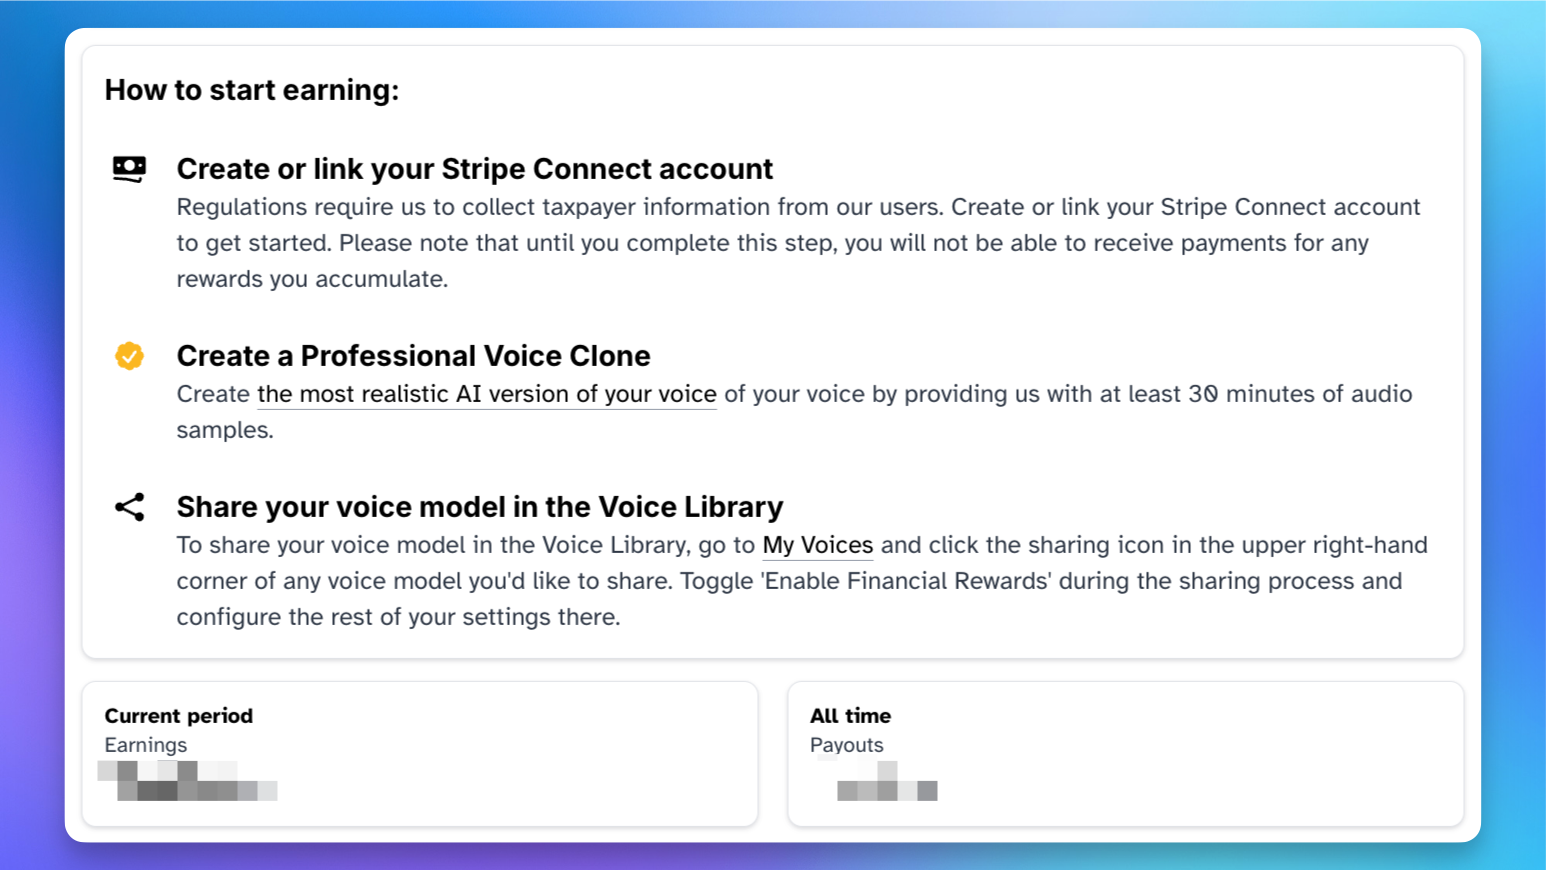 How to start earning:
Create or link your Stripe Connect account
Regulations require us to collect taxpayer information from our users. Create or link your Stripe Connect account
to get started. Please note that until you complete this step, you will not be able to receive payments for any
rewards you accumulate.
Create a Professional Voice Clone
Create the most realistic AI version of your voice of your voice by providing us with at least 30 minutes of audio
samples.
Share your voice model in the Voice Library
To share your voice model in the Voice Library, go to My Voices and click the sharing icon in the upper right-hand
corner of any voice model you'd like to share. Toggle 'Enable Financial Rewards' during the sharing process and
configure the rest of your settings there.
Current period
Earnings
All time
Payouts